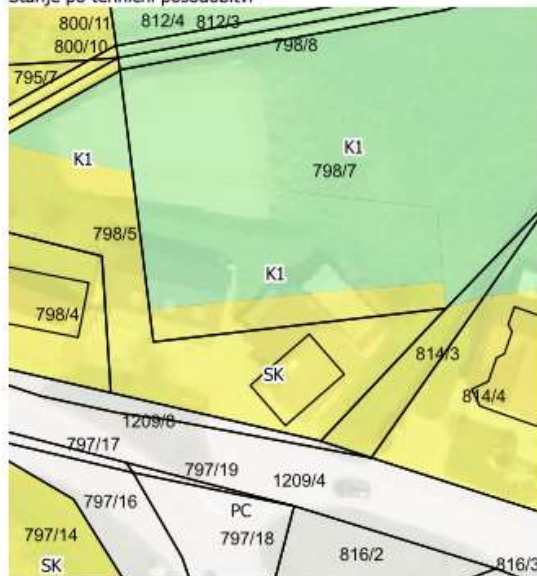 Stanje po tehnični posodobitvi
800/11
812/4
812/3
800/10
798/8
795/7
K1
K1
798/7
798/5
K1
798/4
814/3
SK
814/4
1209/8
797/17
797/19
1209/4
797/16
PC
797/14
797/18
816/2
SK
816/3